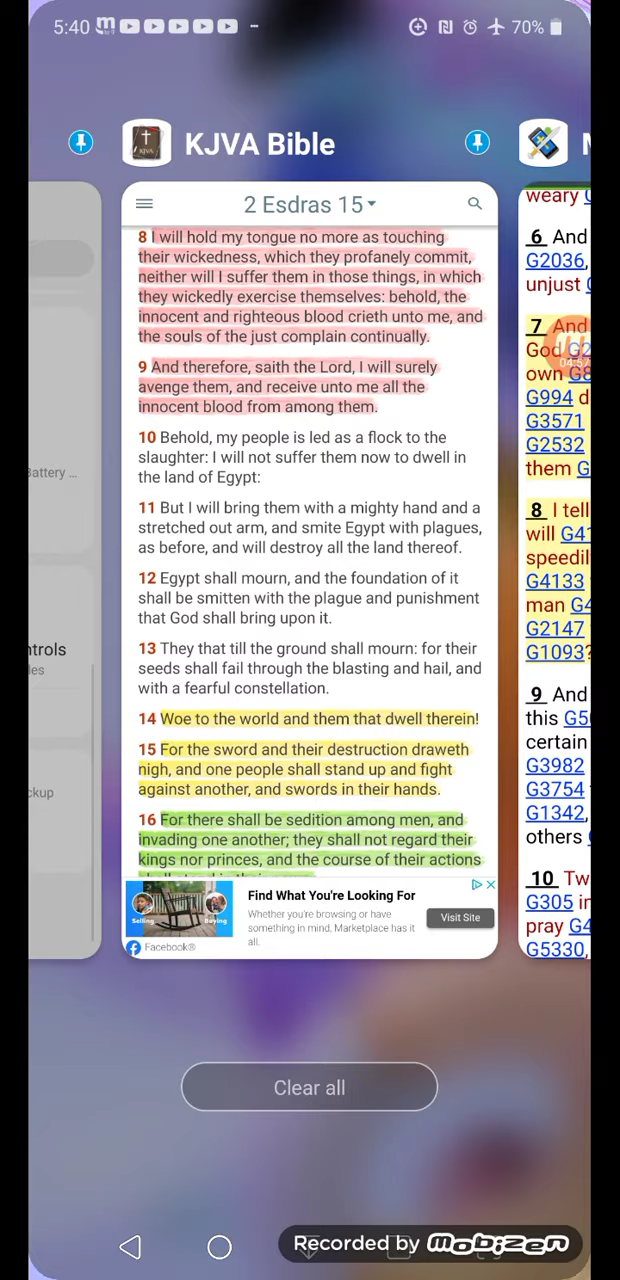 5:40
70%
KJVA Bible
M
2 Esdras 15
8 I will hold my tongue no more as touching
their wickedness, which they profanely commit,
neither will I suffer them in those things, in which
they wickedly exercise themselves: behold, the
innocent and righteous blood crieth unto me, and
the souls of the just complain continually.
9 And therefore, saith the Lord, I will surely
avenge them, and receive unto me all the
innocent blood from among them.
10 Behold, my people is led as a flock to the
slaughter: I will not suffer them now to dwell in
the land of Egypt:
11 But I will bring them with a mighty hand and a
stretched out arm, and smite Egypt with plagues,
as before, and will destroy all the land thereof.
12 Egypt shall mourn, and the foundation of it
shall be smitten with the plague and punishment
that God shall bring upon it.
13 They that till the ground shall mourn: for their
seeds shall fail through the blasting and hail, and
with a fearful constellation.
14 Woe to the world and them that dwell therein!
15 For the sword and their destruction draweth
nigh, and one people shall stand up and fight
against another, and swords in their hands.
16 For there shall be sedition among men, and
invading one another; they shall not regard their
kings nor princes, and the course of their actions
Selling
Buying
Find What You're Looking For
Whether you're browsing or have
something in mind, Marketplace has it
all.
Visit Site
Facebook®
Battery ...
ntrols
les
ckup
weary
6 And
G2036,
unjust
7 And
God G2
own G8
G994 d
G3571
G2532
them G
8 I tell
will G41
speedil
G4133
man G4
G2147
G1093?
9 And
this G50
certain
G3982
G3754
G1342,
others
10 Tw
G305 in
pray G4
G5330,
04:57
Clear all
Recorded by mobizen